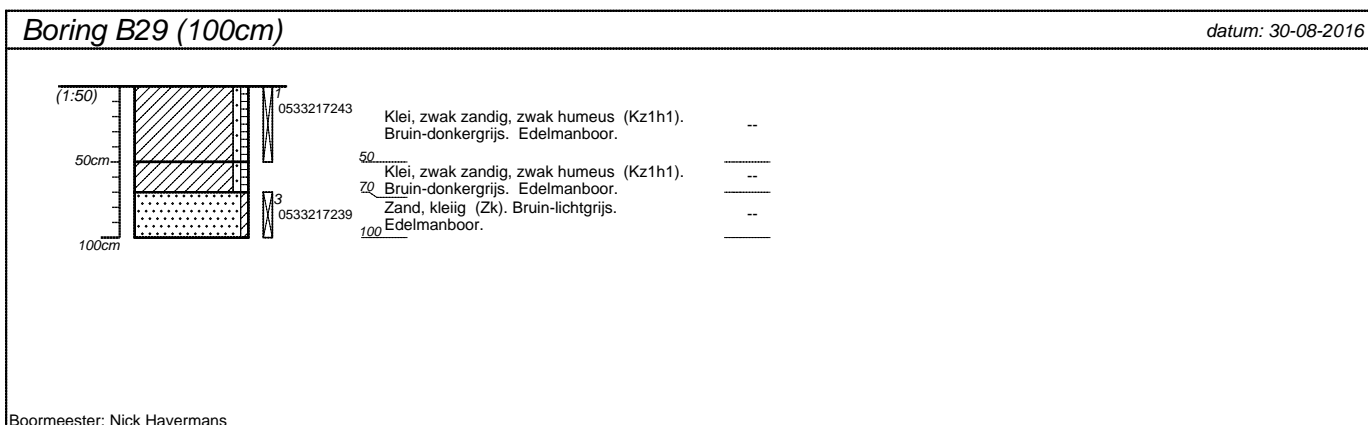 Boring B29 (100cm)
datum: 30-08-2016
(1:50)
1
0533217243
Klei, zwak zandig, zwak humeus (Kz1h1).
Bruin-donkergrijs. Edelmanboor.
--
50cm
50
Klei, zwak zandig, zwak humeus (Kz1h1).
Bruin-donkergrijs. Edelmanboor.
--
70
3
0533217239
Zand, kleiig (Zk). Bruin-lichtgrijs.
Edelmanboor.
--
100
100cm
Boormeester: Nick Havermans